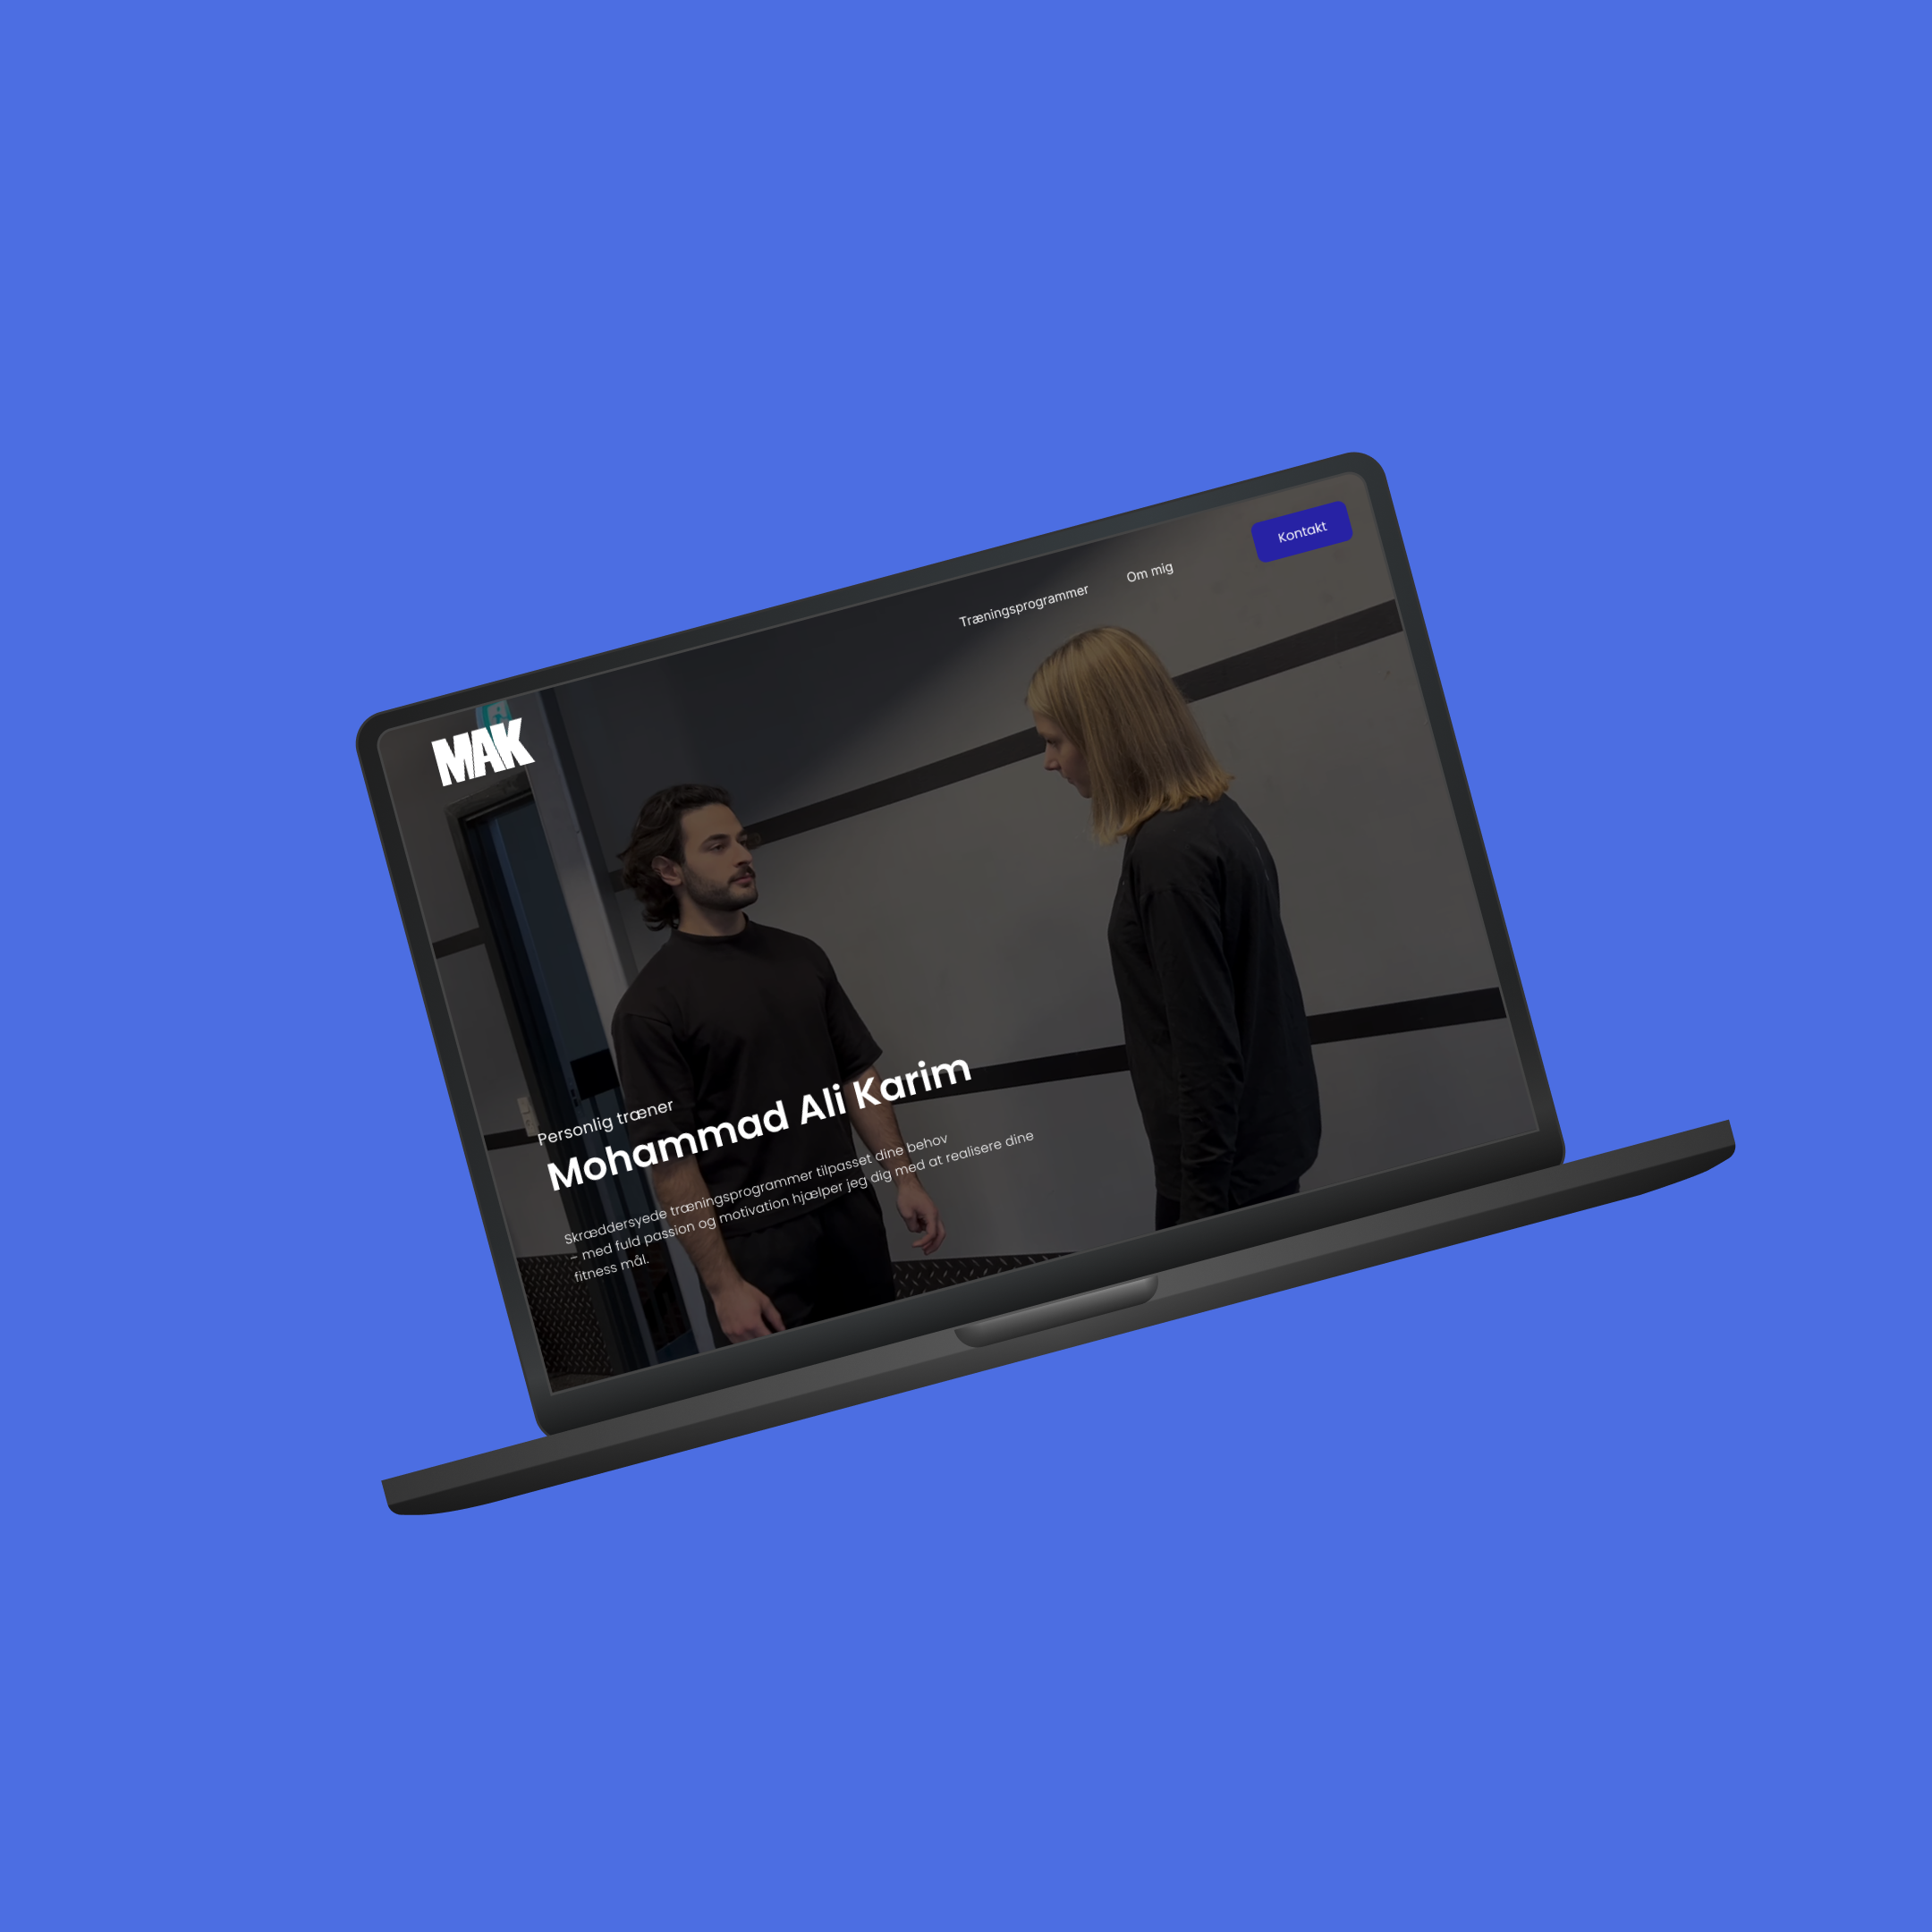 MAK
Træningsprogrammer
Om mig
Kontakt
Personlig træner
Mohammad Ali Karim
Skræddersyede træningsprogrammer tilpasset dine behov
– med fuld passion og motivation hjælper jeg dig med at realisere dine
fitness mål.